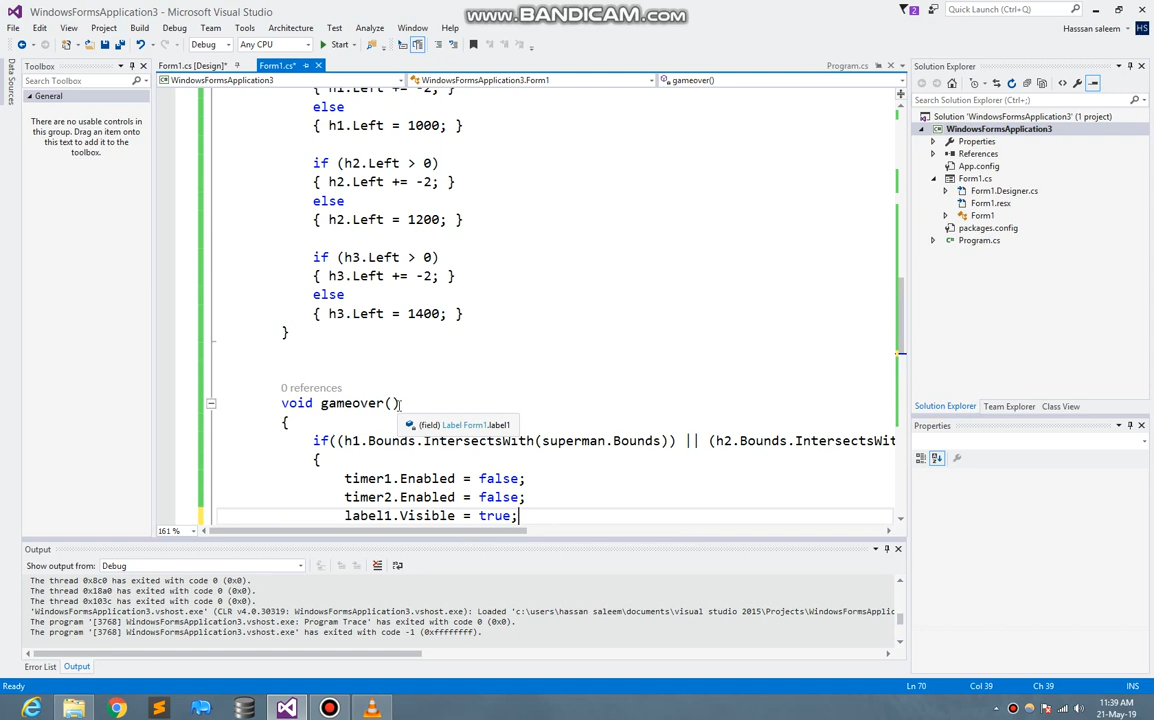 WindowsFormsApplication3 - Microsoft Visual Studio
www.BANDICAM.com
2
Quick Launch (Ctrl+Q)
File Edit View Project Build Debug Team Tools Architecture Test Analyze Window Help
Hasssan saleem HS
Debug Any CPU Start
Data Sources
Toolbox
Search Toolbox
General
There are no usable controls in
this group. Drag an item onto
this text to add it to the
toolbox.
Form1.cs [Design]* Form1.cs* Program.cs
WindowsFormsApplication3 WindowsFormsApplication3.Form1 gameover()
{ h1.Left += -2; }
else
{ h1.Left = 1000; }
if (h2.Left > 0)
{ h2.Left += -2; }
else
{ h2.Left = 1200; }
if (h3.Left > 0)
{ h3.Left += -2; }
else
{ h3.Left = 1400; }
}
0 references
void gameover()
(field) Label Form1.label1
{
if((h1.Bounds.IntersectsWith(superman.Bounds)) || (h2.Bounds.IntersectsWit
{
timer1.Enabled = false;
timer2.Enabled = false;
label1.Visible = true;
161 %
Solution Explorer
Search Solution Explorer (Ctrl+;)
Solution 'WindowsFormsApplication3' (1 project)
WindowsFormsApplication3
Properties
References
App.config
Form1.cs
Form1.Designer.cs
Form1.resx
Form1
packages.config
Program.cs
Solution Explorer Team Explorer Class View
Properties
Output
Show output from: Debug
The thread 0x8c0 has exited with code 0 (0x0).
The thread 0x18a0 has exited with code 0 (0x0).
The thread 0x103c has exited with code 0 (0x0).
'WindowsFormsApplication3.vshost.exe' (CLR v4.0.30319: WindowsFormsApplication3.vshost.exe): Loaded 'c:\users\hassan saleem\documents\visual studio 2015\Projects\WindowsFormsApplic
The program '[3768] WindowsFormsApplication3.vshost.exe: Program Trace' has exited with code 0 (0x0).
The program '[3768] WindowsFormsApplication3.vshost.exe' has exited with code -1 (0xffffffff).
Error List Output
Ready Ln 70 Col 39 Ch 39 INS
11:39 AM
21-May-19